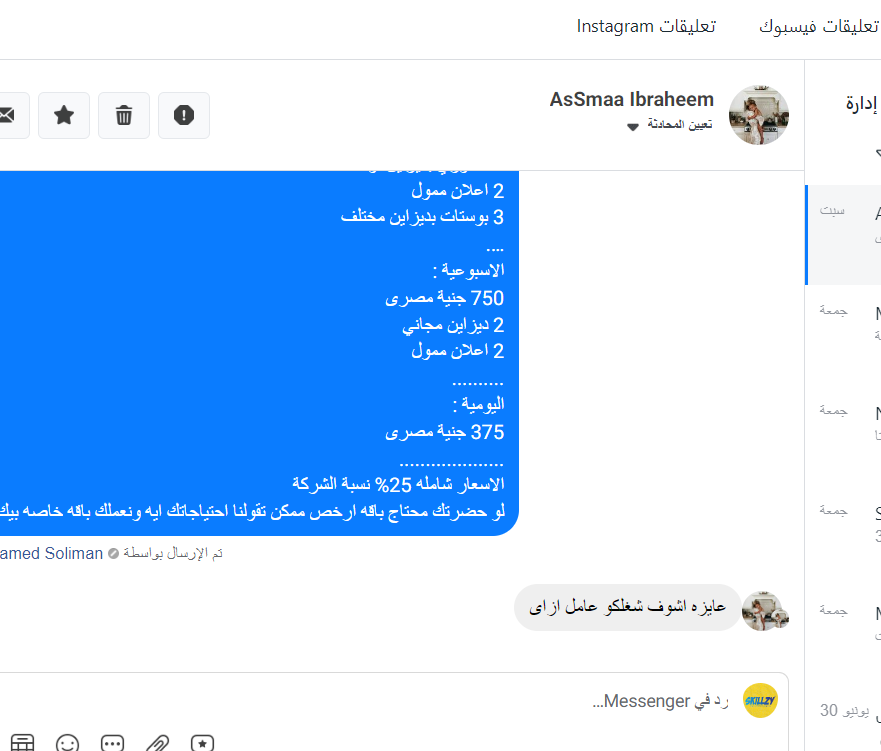 تعليقات فيسبوك
تعليقات Instagram
إدارة
AsSmaa Ibraheem
تعيين المحادثة
2 اعلان ممول
3 بوستات بديزاين مختلف
....
الاسبوعية :
750 جنية مصرى
2 ديزاين مجاني
2 اعلان ممول
..........
اليومية :
375 جنية مصرى
....................
الاسعار شامله 25% نسبة الشركة
لو حضرتك محتاج باقه ارخص ممكن تقولنا احتياجاتك ايه ونعملك باقه خاصه بيك
تم الإرسال بواسطة amed Soliman
عايزه اشوف شغلكو عامل ازاى
رد في Messenger...
SKILLZY
سبت
جمعة
جمعة
جمعة
جمعة
30 يونيو